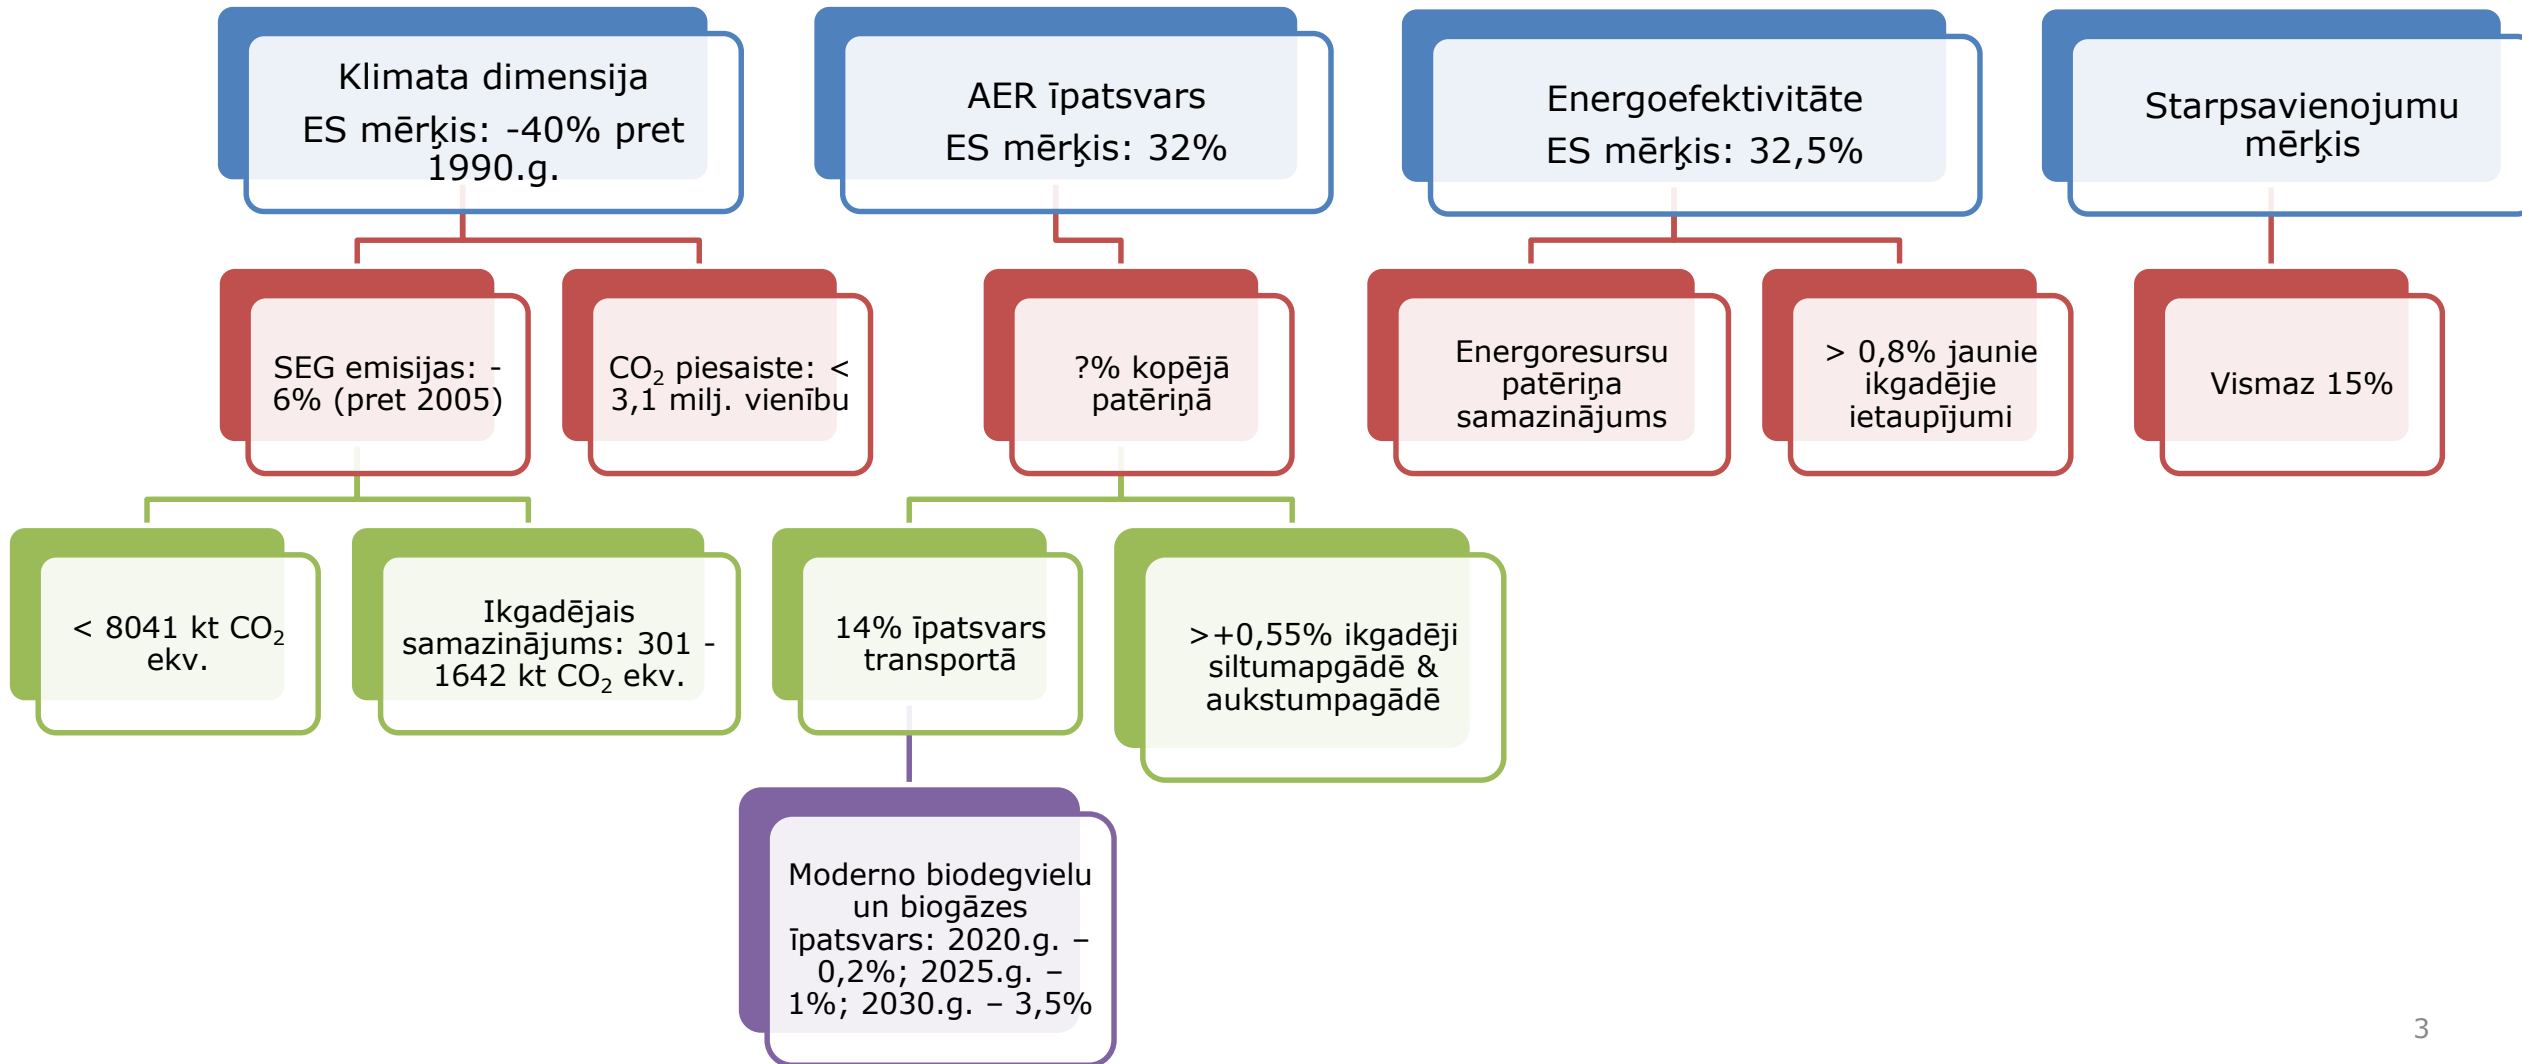 Klimata dimensija
ES mērķis: -40% pret
1990.g.
AER īpatsvars
ES mērķis: 32%
Energoefektivitāte
ES mērķis: 32,5%
Starpsavienojumu
mērķis
SEG emisijas: -
6% (pret 2005)
CO₂ piesaiste: <
3,1 milj. vienību
?% kopējā
patēriņā
Energoresursu
patēriņa
samazinājums
> 0,8% jaunie
ikgadējie
ietaupījumi
Vismaz 15%
< 8041 kt CO₂
ekv.
Ikgadējais
samazinājums: 301 -
1642 kt CO₂ ekv.
14% īpatsvars
transportā
>+0,55% ikgadēji
siltumapgādē &
aukstumpagādē
Moderno biodegvielu
un biogāzes
īpatsvars: 2020.g. –
0,2%; 2025.g. –
1%; 2030.g. – 3,5%
3